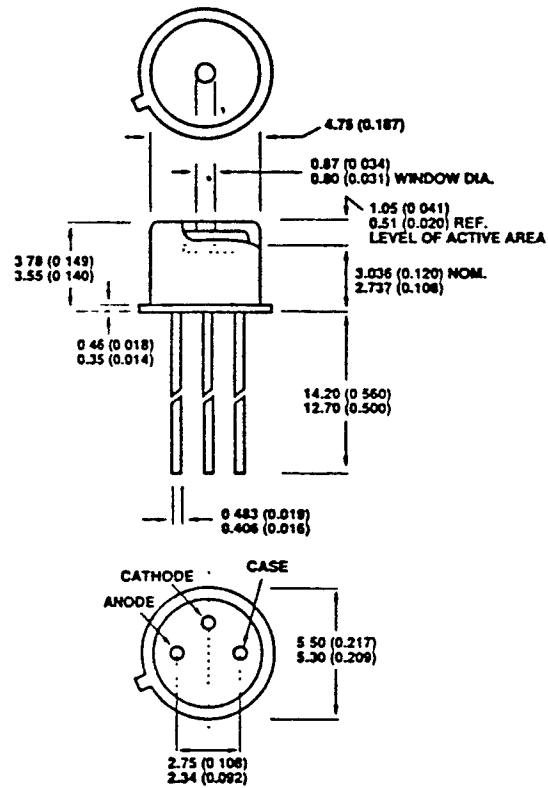 4.75 (0.187)
0.87 (0 034)
0.80 (0.031) WINDOW DIA.
1.05 (0 041)
0.51 (0.020) REF.
LEVEL OF ACTIVE AREA
3 78 (0 149)
3.55 (0 140)
3.036 (0.120) NOM.
2.737 (0.108)
0 46 (0 018)
0.35 (0.014)
14.20 (0 560)
12.70 (0.500)
0 483 (0.019)
0.406 (0.016)
CATHODE
CASE
ANODE
5 50 (0.217)
5.30 (0.209)
2.75 (0 108)
2.34 (0.092)